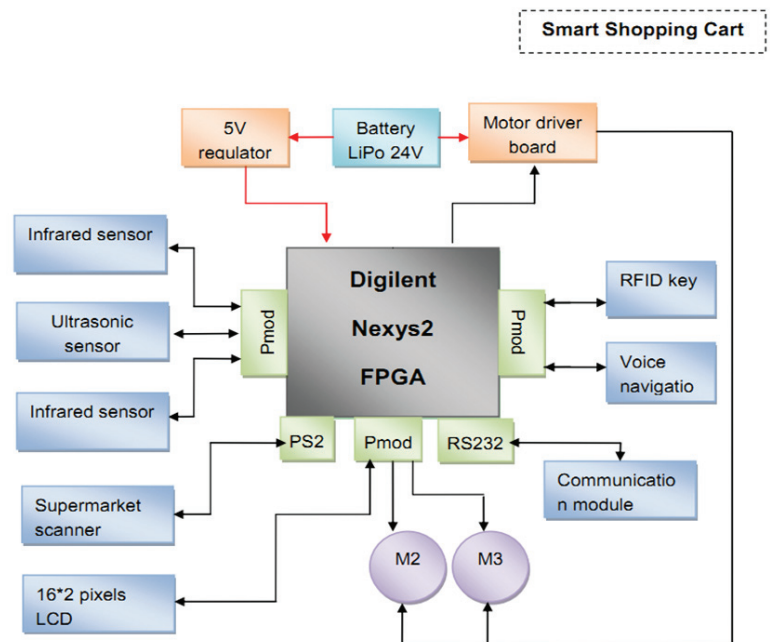 Smart Shopping Cart
5V
regulator
Battery
LiPo 24V
Motor driver
board
Infrared sensor
Ultrasonic
sensor
Infrared sensor
Pmod
Digilent
Nexys2
FPGA
Pmod
RFID key
Voice
navigatio
PS2
Pmod
RS232
Supermarket
scanner
Communicatio
n module
16*2 pixels
LCD
M2
M3